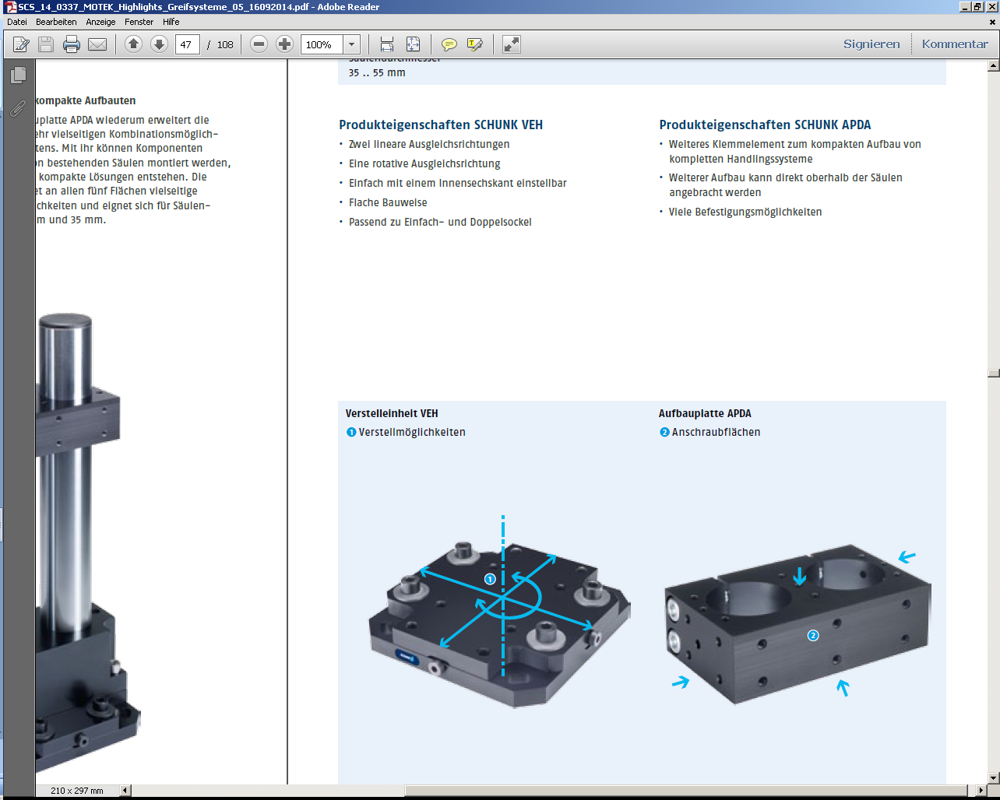 SCS_14_0337_MOTEK_Highlights_Greifsysteme_05_16092014.pdf - Adobe Reader
Datei Bearbeiten Anzeige Fenster Hilfe
47 / 108 100% Signieren Kommentar
35 .. 55 mm
kompakte Aufbauten
uplatte APDA wiederum erweitert die
ehr vielseitigen Kombinationsmöglich-
tens. Mit ihr können Komponenten
on bestehenden Säulen montiert werden,
kompakte Lösungen entstehen. Die
et an allen fünf Flächen vielseitige
chkeiten und eignet sich für Säulen-
m und 35 mm.
Produkteigenschaften SCHUNK VEH
• Zwei lineare Ausgleichsrichtungen
• Eine rotative Ausgleichsrichtung
• Einfach mit einem Innensechskant einstellbar
• Flache Bauweise
• Passend zu Einfach- und Doppelsockel
Produkteigenschaften SCHUNK APDA
• Weiteres Klemmelement zum kompakten Aufbau von
kompletten Handlingssysteme
• Weiterer Aufbau kann direkt oberhalb der Säulen
angebracht werden
• Viele Befestigungsmöglichkeiten
Verstelleinheit VEH
1 Verstellmöglichkeiten
Aufbauplatte APDA
2 Anschraubflächen
1
2
210 x 297 mm